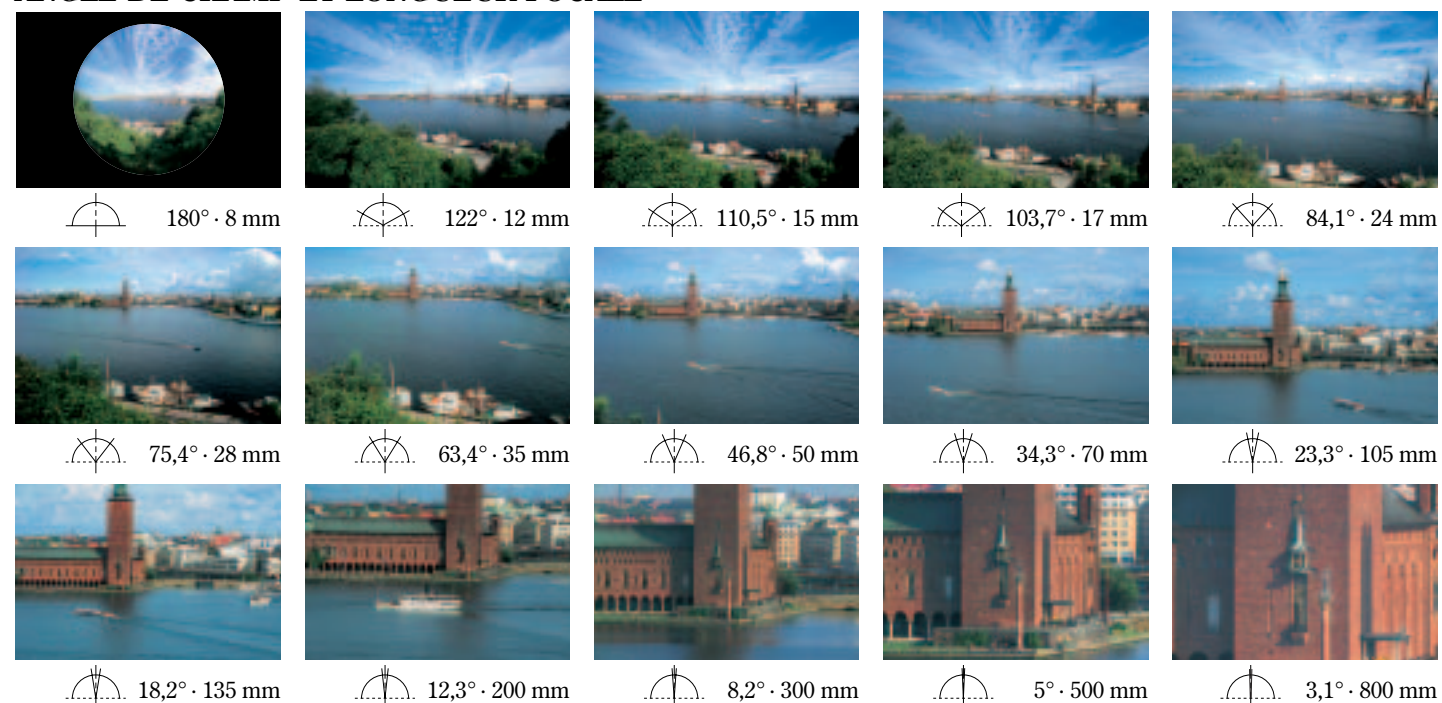 180° · 8 mm
122° · 12 mm
110,5° · 15 mm
103,7° · 17 mm
84,1° · 24 mm
75,4° · 28 mm
63,4° · 35 mm
46,8° · 50 mm
34,3° · 70 mm
23,3° · 105 mm
18,2° · 135 mm
12,3° · 200 mm
8,2° · 300 mm
5° · 500 mm
3,1° · 800 mm